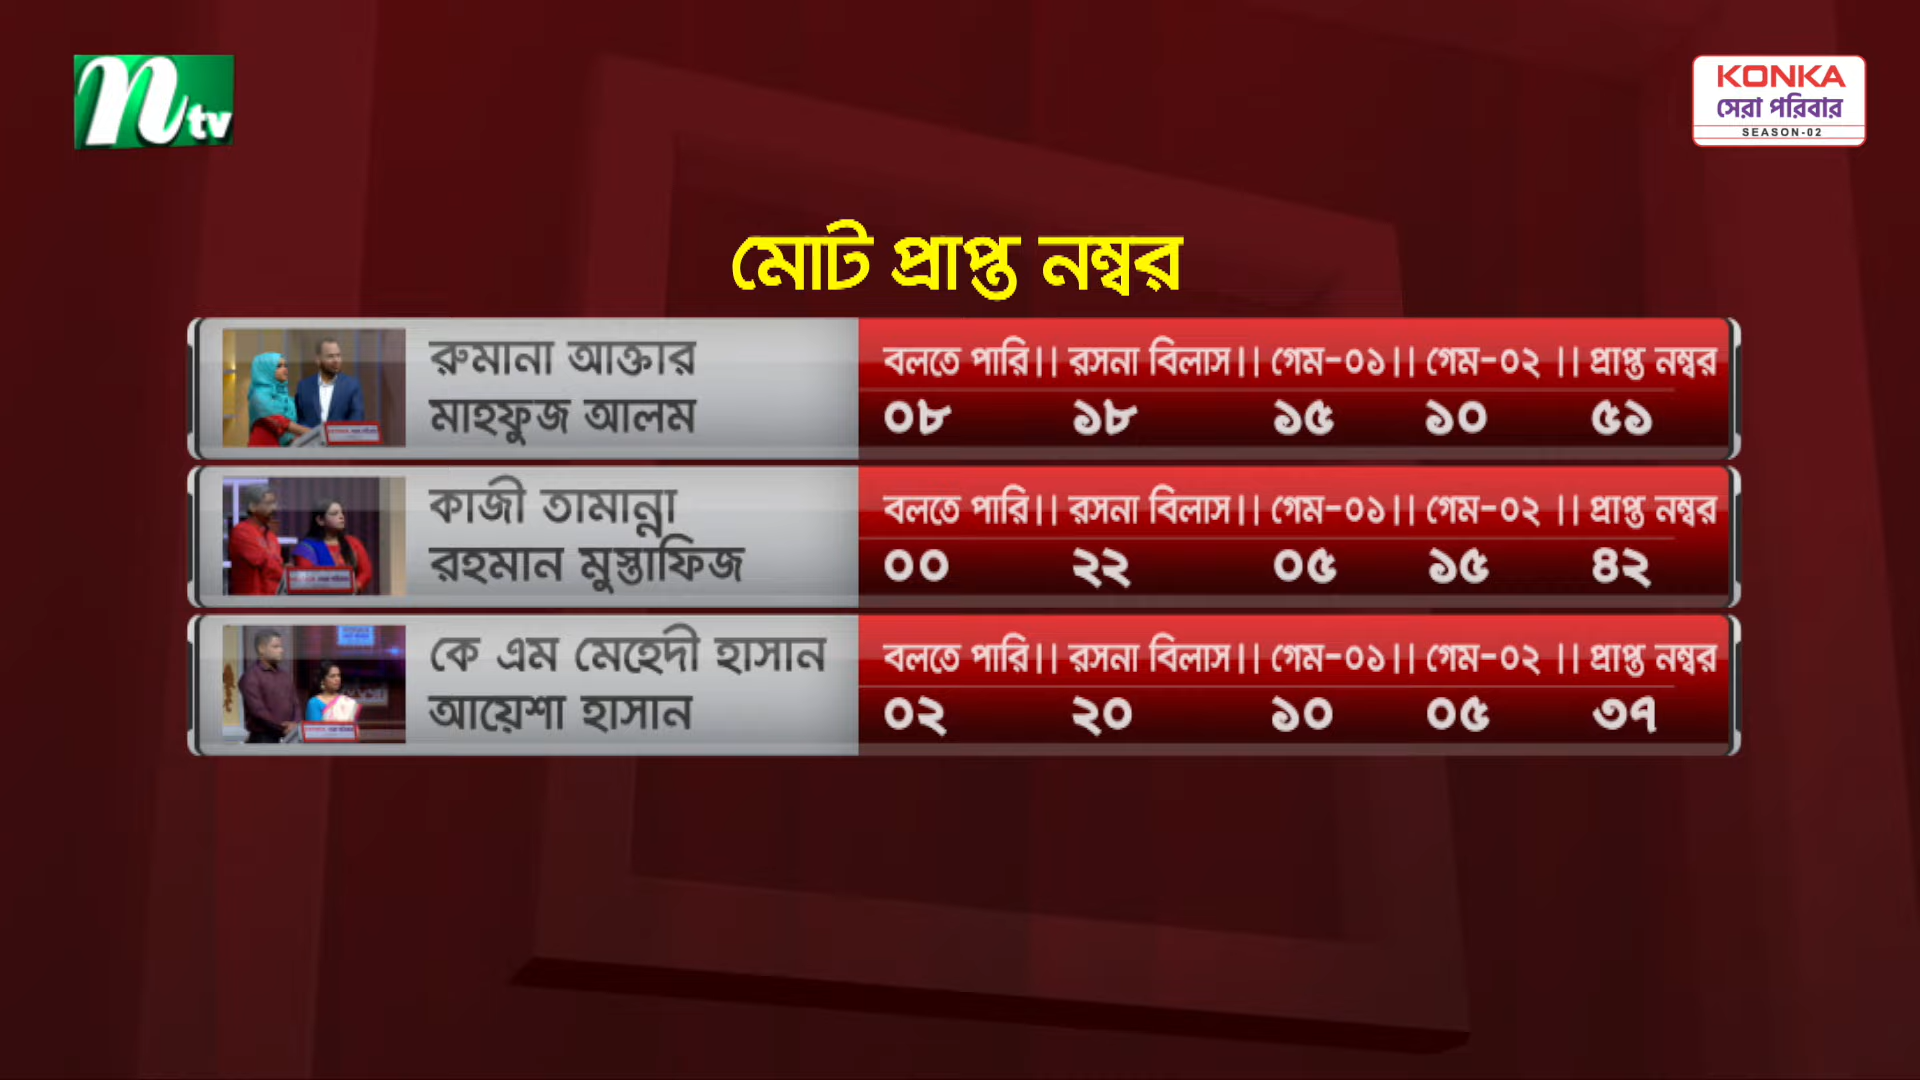 ntv
KONKA
সেরা পরিবার
SEASON-02
মোট প্রাপ্ত নম্বর
রুমানা আক্তার
মাহফুজ আলম
বলতে পারি|| রসনা বিলাস|| গেম-০১|| গেম-০২ || প্রাপ্ত নম্বর
০৮ ১৮ ১৫ ১০ ৫১
কাজী তামান্না
রহমান মুস্তাফিজ
বলতে পারি|| রসনা বিলাস|| গেম-০১|| গেম-০২ || প্রাপ্ত নম্বর
০০ ২২ ০৫ ১৫ ৪২
কে এম মেহেদী হাসান
আয়েশা হাসান
বলতে পারি|| রসনা বিলাস|| গেম-০১|| গেম-০২ || প্রাপ্ত নম্বর
০২ ২০ ১০ ০৫ ৩৭